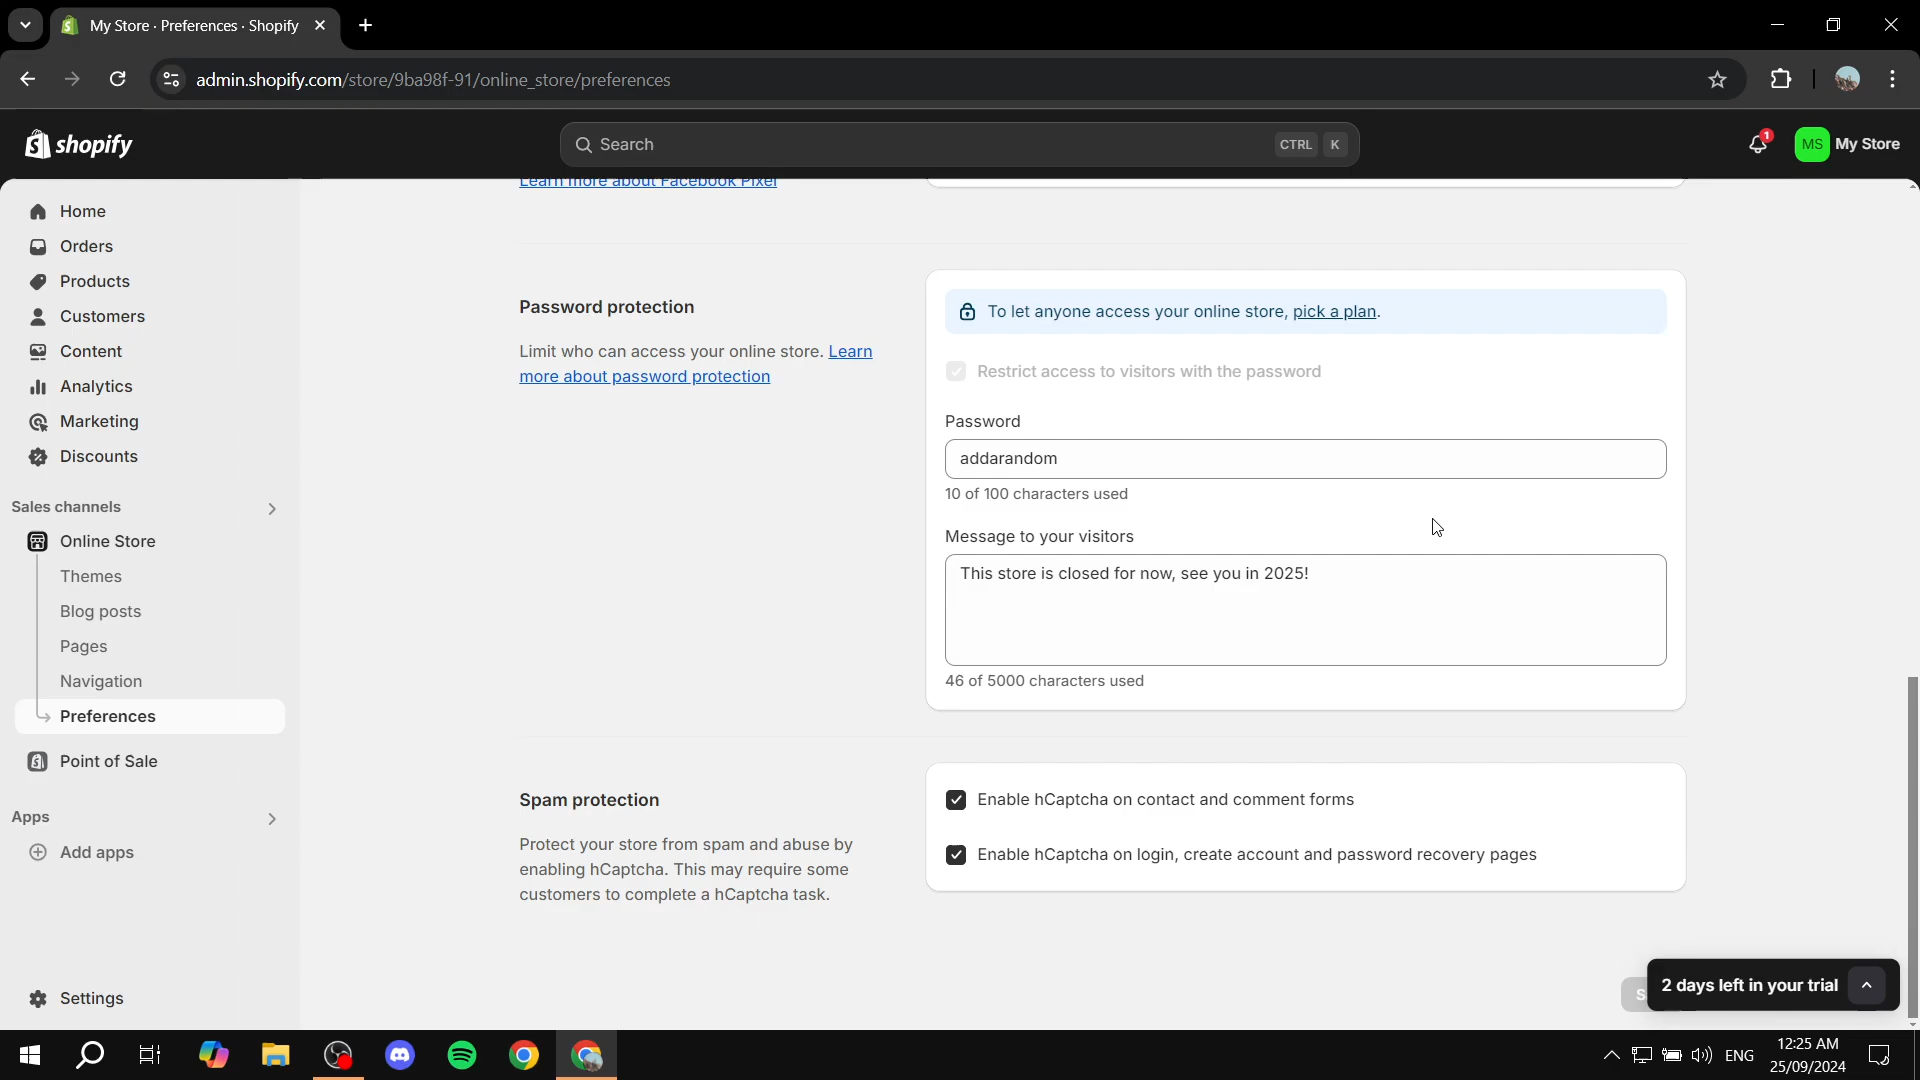 My Store · Preferences · Shopify
admin.shopify.com/store/9ba98f-91/online_store/preferences
shopify
Search
CTRL K
1
MS
My Store
Learn more about Facebook Pixel
Home
Orders
Products
Customers
Content
Analytics
Marketing
Discounts
Sales channels
Online Store
Themes
Blog posts
Pages
Navigation
Preferences
Point of Sale
Apps
Add apps
Settings
Password protection
Limit who can access your online store. Learn
more about password protection
To let anyone access your online store, pick a plan.
Restrict access to visitors with the password
Password
addarandom
10 of 100 characters used
Message to your visitors
This store is closed for now, see you in 2025!
46 of 5000 characters used
Spam protection
Protect your store from spam and abuse by
enabling hCaptcha. This may require some
customers to complete a hCaptcha task.
Enable hCaptcha on contact and comment forms
Enable hCaptcha on login, create account and password recovery pages
2 days left in your trial
ENG
12:25 AM
25/09/2024